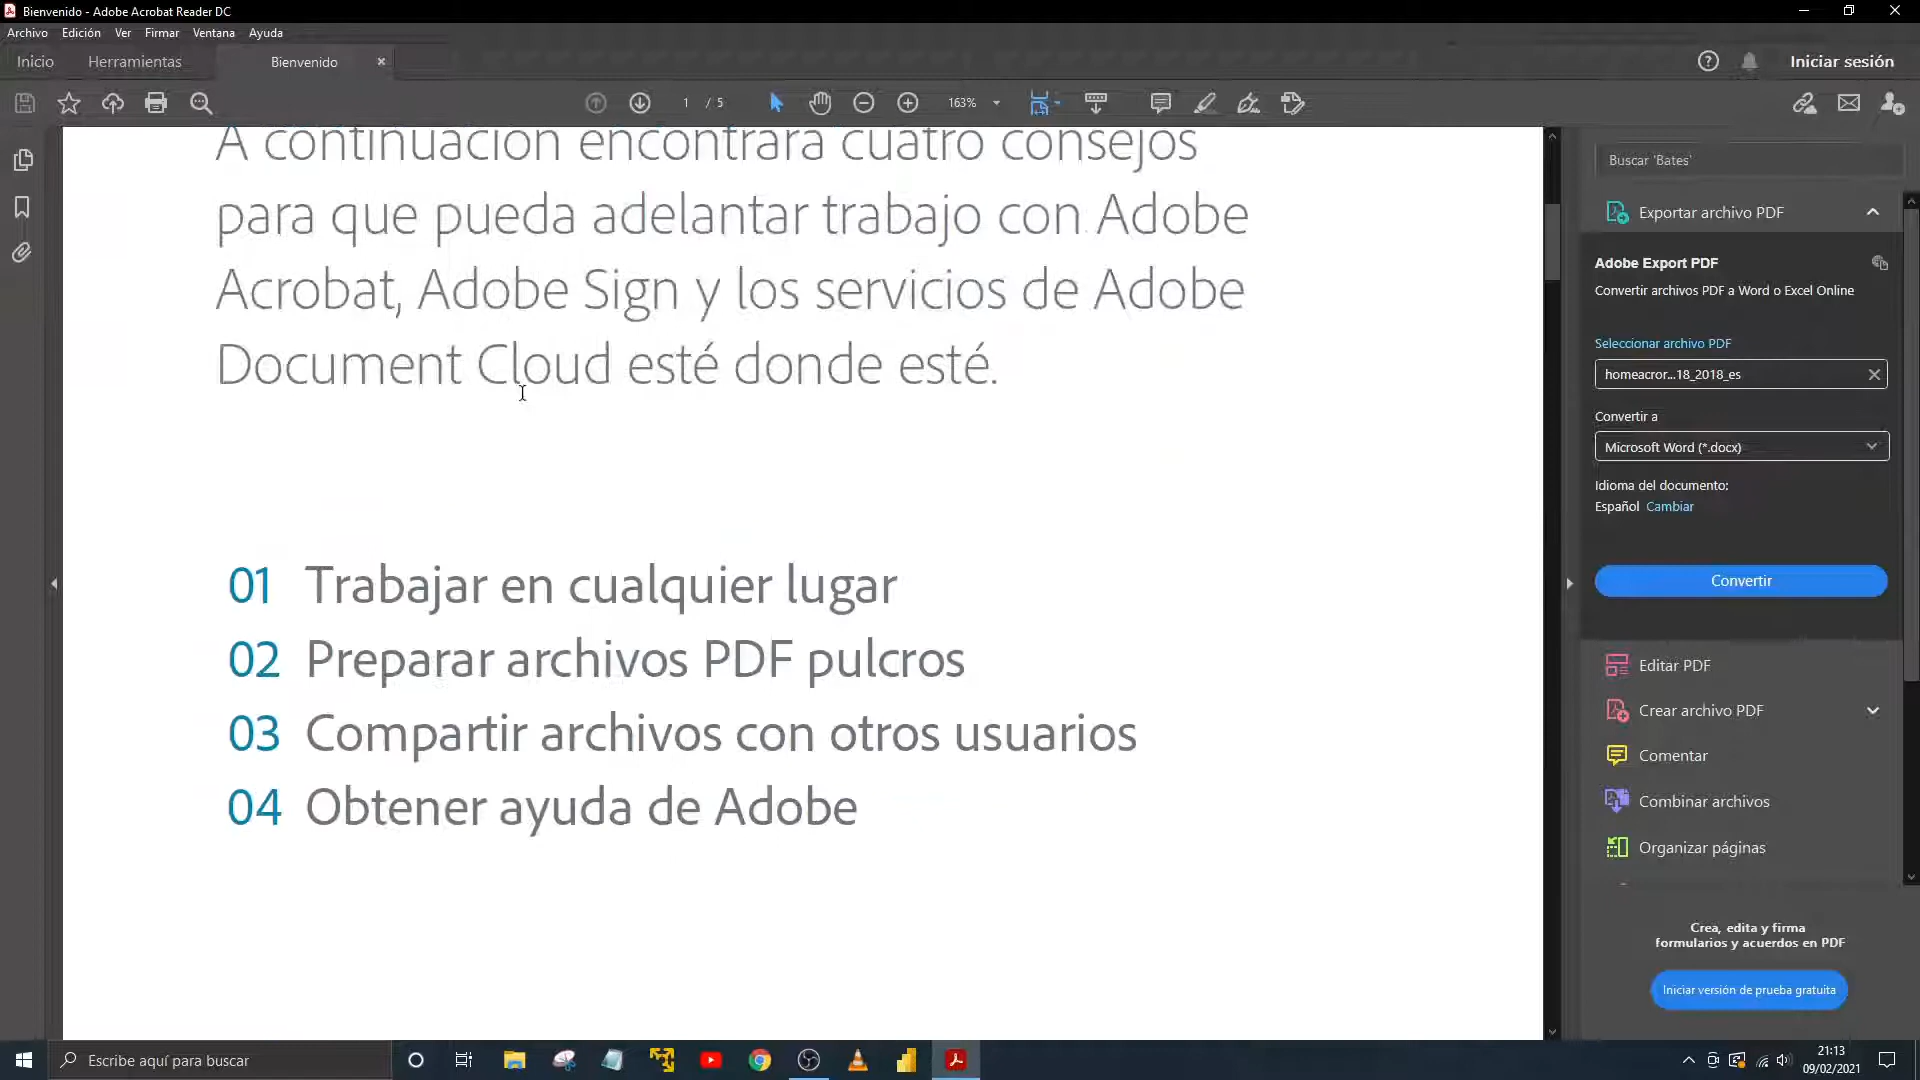 Bienvenido - Adobe Acrobat Reader DC
Archivo Edición Ver Firmar Ventana Ayuda
Inicio Herramientas Bienvenido Iniciar sesión
1 / 5 163%
A continuación encontrará cuatro consejos
para que pueda adelantar trabajo con Adobe
Acrobat, Adobe Sign y los servicios de Adobe
Document Cloud esté donde esté.
01 Trabajar en cualquier lugar
02 Preparar archivos PDF pulcros
03 Compartir archivos con otros usuarios
04 Obtener ayuda de Adobe
Buscar 'Bates'
Exportar archivo PDF
Adobe Export PDF
Convertir archivos PDF a Word o Excel Online
Seleccionar archivo PDF
homeacror...18_2018_es
Convertir a
Microsoft Word (*.docx)
Idioma del documento:
Español Cambiar
Convertir
Editar PDF
Crear archivo PDF
Comentar
Combinar archivos
Organizar páginas
Crea, edita y firma
formularios y acuerdos en PDF
Iniciar versión de prueba gratuita
Escribe aquí para buscar
21:13
09/02/2021